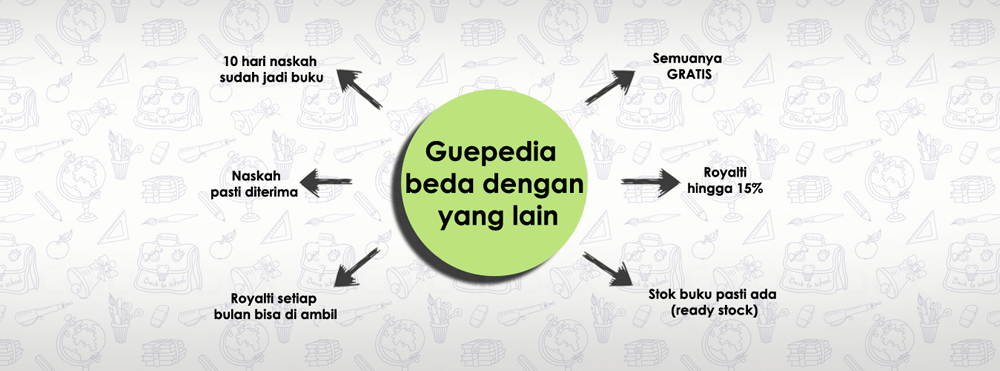 10 hari naskah
sudah jadi buku
Semuanya
GRATIS
Guepedia
beda dengan
yang lain
Naskah
pasti diterima
Royalti
hingga 15%
Royalti setiap
bulan bisa di ambil
Stok buku pasti ada
(ready stock)